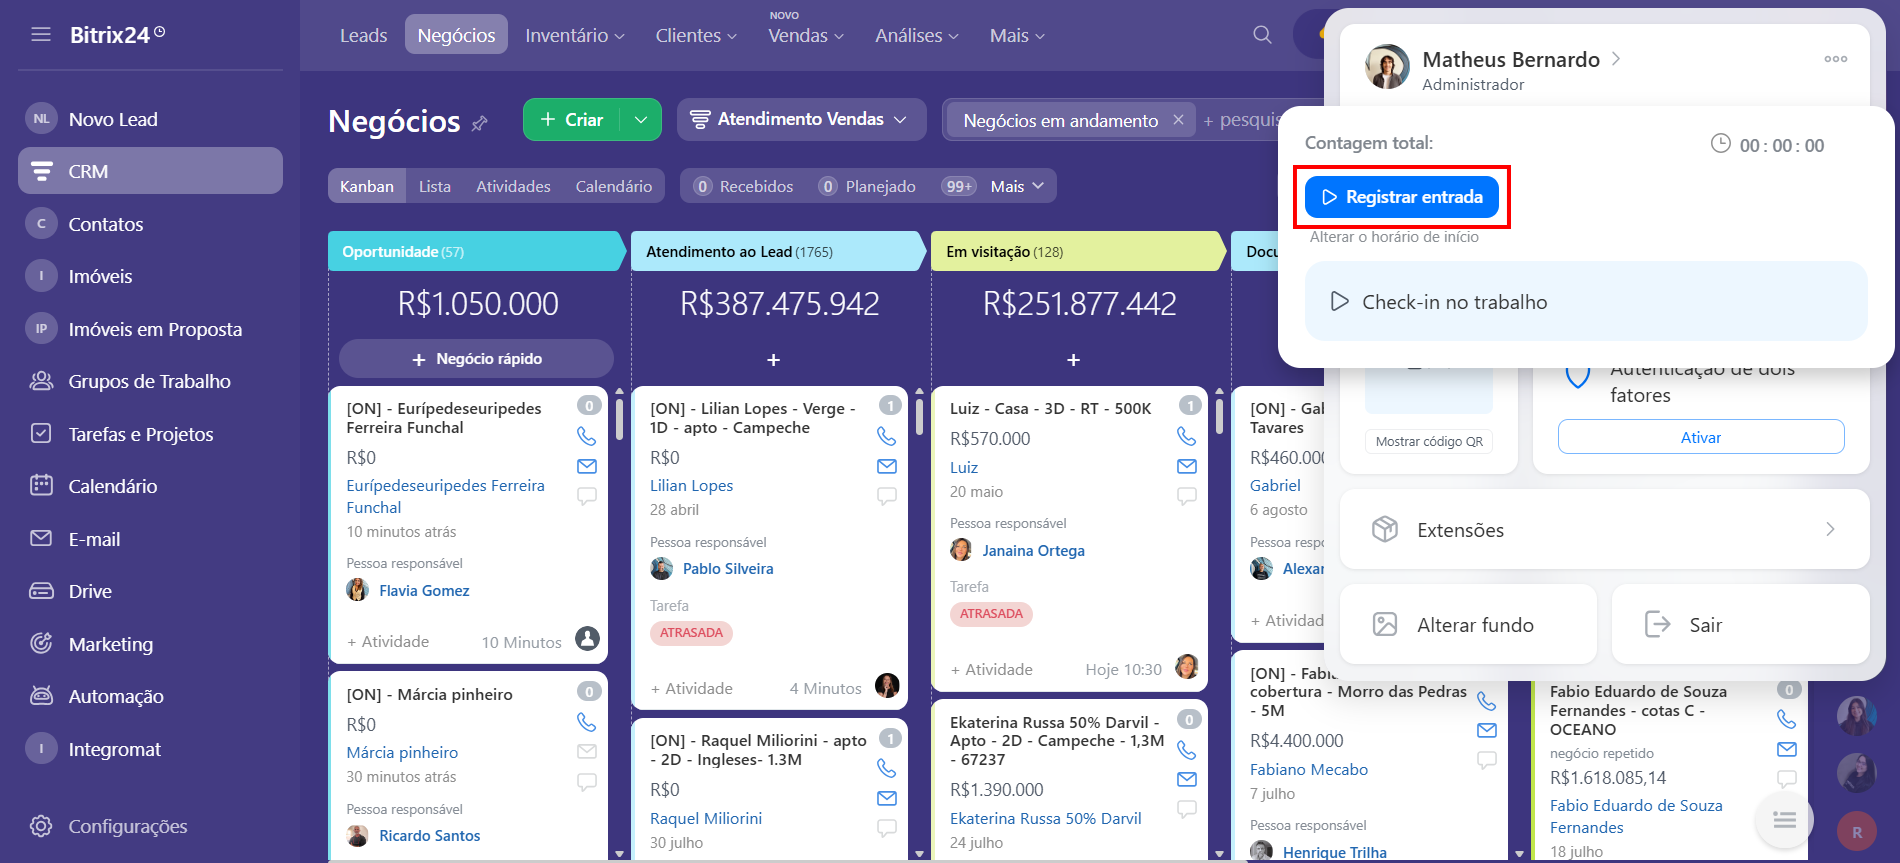 Bitrix24
Novo Lead
NL
CRM
C
Contatos
I
Imóveis
IP
Imóveis em Proposta
Grupos de Trabalho
Tarefas e Projetos
Calendário
E-mail
Drive
Marketing
Automação
I
Integromat
Configurações
Leads
Negócios
Inventário
Clientes
NOVO
Vendas
Análises
Mais
Negócios
+ Criar
Atendimento Vendas
Negócios em andamento ×
+ pesquis
Kanban
Lista
Atividades
Calendário
0 Recebidos
0 Planejado
99+ Mais
Oportunidade (57)
R$1.050.000
+ Negócio rápido
[ON] - Eurípedeseuripedes
Ferreira Funchal
0
R$0
Eurípedeseuripedes Ferreira
Funchal
10 minutos atrás
Pessoa responsável
Flavia Gomez
+ Atividade
10 Minutos
[ON] - Márcia pinheiro
0
R$0
Márcia pinheiro
30 minutos atrás
Pessoa responsável
Ricardo Santos
Atendimento ao Lead (1765)
R$387.475.942
+
[ON] - Lilian Lopes - Verge -
1D - apto - Campeche
1
R$0
Lilian Lopes
28 abril
Pessoa responsável
Pablo Silveira
Tarefa
ATRASADA
+ Atividade
4 Minutos
[ON] - Raquel Miliorini - apto
- 2D - Ingleses- 1.3M
1
R$0
Raquel Miliorini
30 julho
Em visitação (128)
R$251.877.442
+
Luiz - Casa - 3D - RT - 500K
1
R$570.000
Luiz
20 maio
Pessoa responsável
Janaina Ortega
Tarefa
ATRASADA
+ Atividade
Hoje 10:30
Ekaterina Russa 50% Darvil -
Apto - 2D - Campeche - 1,3M
- 67237
0
R$1.390.000
Ekaterina Russa 50% Darvil
24 julho
Docu
[ON] - Gab
Tavares
R$460.000
Gabriel
6 agosto
Pessoa respo
Alexan
+ Atividad
[ON] - Fabi
cobertura - Morro das Pedras
- 5M
R$4.400.000
Fabiano Mecabo
7 julho
Pessoa responsável
Henrique Trilha
Fabio Eduardo de Souza
Fernandes - cotas C -
OCEANO
0
negócio repetido
R$1.618.085,14
Fabio Eduardo de Souza
Fernandes
18 julho
Matheus Bernardo
Administrador
Contagem total:
00 : 00 : 00
Registrar entrada
Alterar o horário de início
Check-in no trabalho
Mostrar código QR
Autenticação de dois
fatores
Ativar
Extensões
Alterar fundo
Sair
R